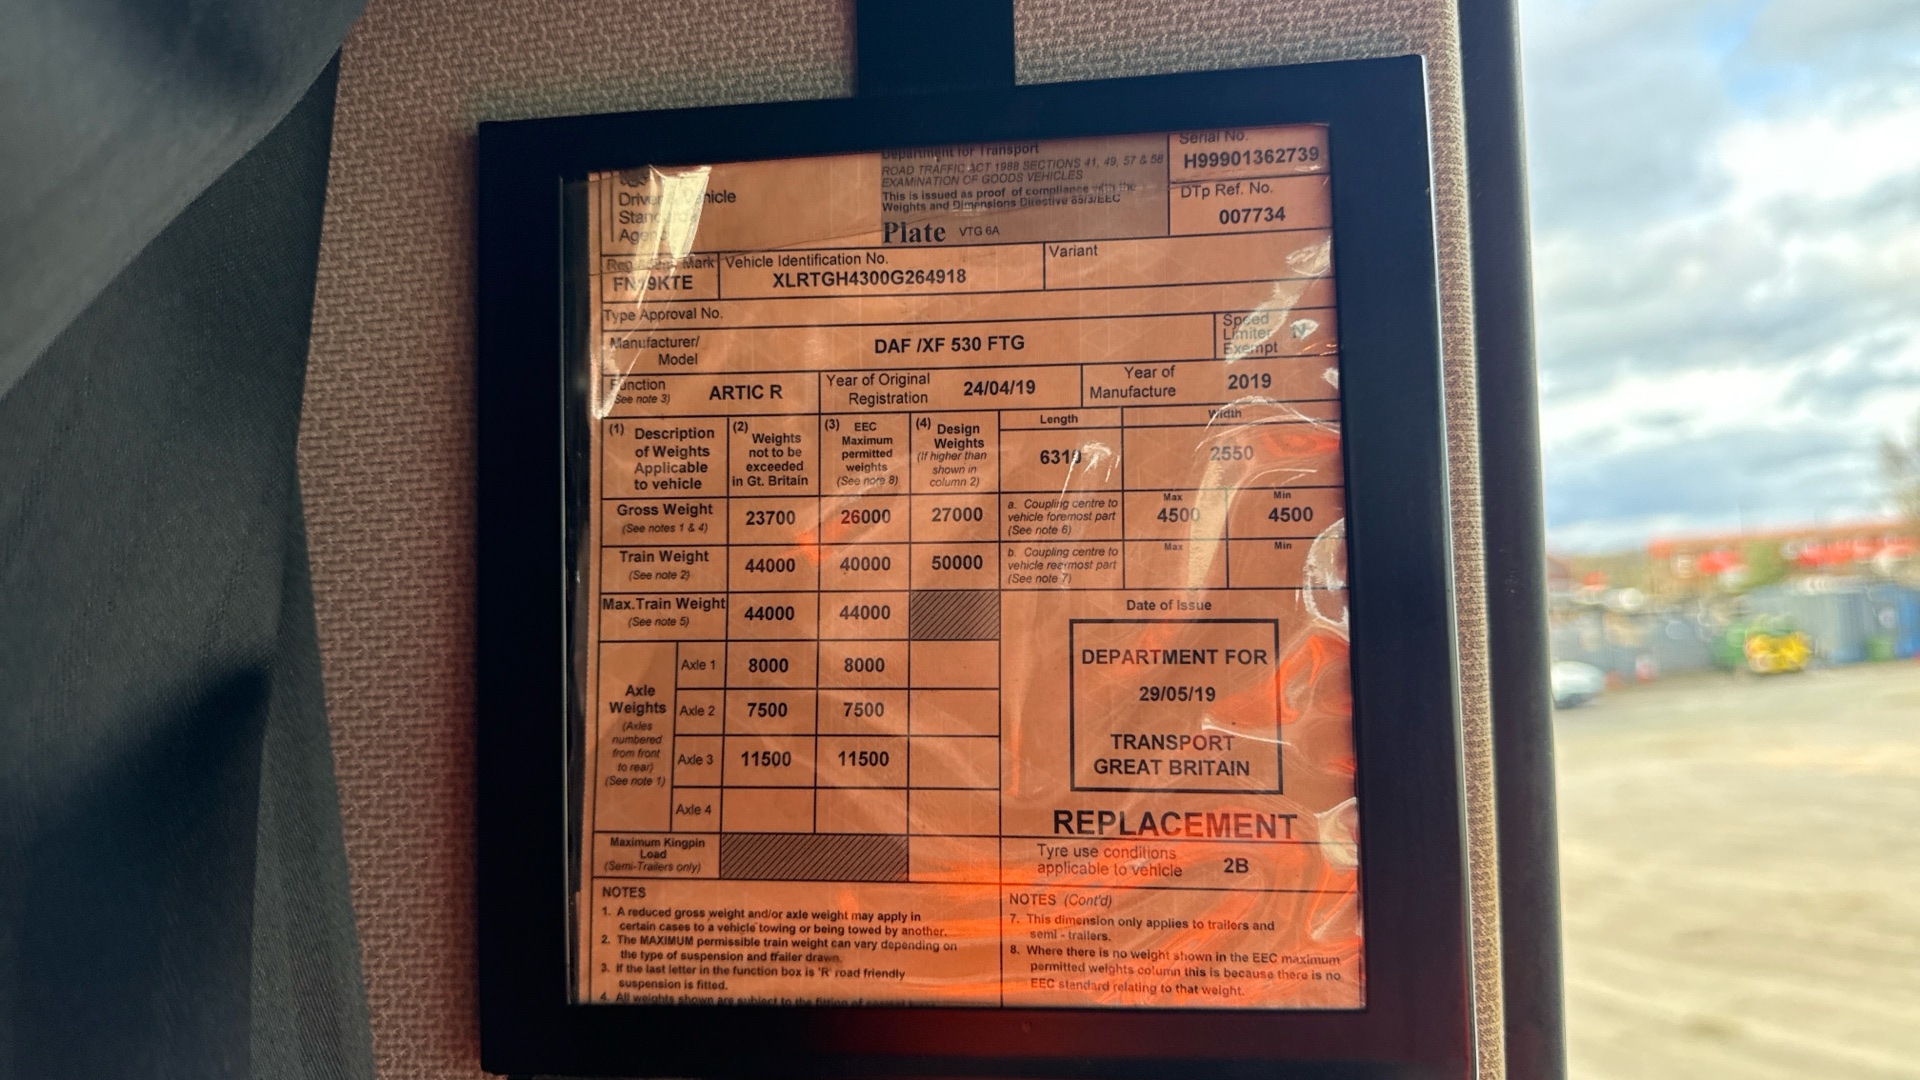 Department for Transport
ROAD TRAFFIC ACT 1988 SECTIONS 41, 49, 57 & 58
EXAMINATION OF GOODS VEHICLES
This is issued as proof of compliance with the
Weights and Dimensions Directive 85/3/EEC
Plate VTG 6A
Serial No.
H99901362739
DTp Ref. No.
007734
Driver Vehicle
Standards
Agency
Mark
FN19KTE
Vehicle Identification No.
XLRTGH4300G264918
Variant
Type Approval No.
Manufacturer/
Model
DAF /XF 530 FTG
Speed
Limiter
Exempt
N
Function
(See note 3)
ARTIC R
Year of Original
Registration
24/04/19
Year of
Manufacture
2019
(1) Description
of Weights
Applicable
to vehicle
(2) Weights
not to be
exceeded
in Gt. Britain
(3) EEC
Maximum
permitted
weights
(See note 8)
(4) Design
Weights
(If higher than
shown in
column 2)
Length
6310
Width
2550
Gross Weight
(See notes 1 & 4)
23700 26000 27000
a. Coupling centre to
vehicle foremost part
(See note 6)
Max
4500
Min
4500
Train Weight
(See note 2)
44000 40000 50000
b. Coupling centre to
vehicle rearmost part
(See note 7)
Max
Min
Max.Train Weight
(See note 5)
44000 44000
Axle
Weights
(Axles
numbered
from front
to rear)
(See note 1)
Axle 1 8000 8000
Axle 2 7500 7500
Axle 3 11500 11500
Axle 4
Maximum Kingpin
Load
(Semi-Trailers only)
Date of Issue
DEPARTMENT FOR
29/05/19
TRANSPORT
GREAT BRITAIN
REPLACEMENT
Tyre use conditions
applicable to vehicle
2B
NOTES
1. A reduced gross weight and/or axle weight may apply in
certain cases to a vehicle towing or being towed by another.
2. The MAXIMUM permissible train weight can vary depending on
the type of suspension and trailer drawn.
3. If the last letter in the function box is 'R' road friendly
suspension is fitted.
4. All weights shown are subject to the fitting of
NOTES (Cont'd)
7. This dimension only applies to trailers and
semi - trailers.
8. Where there is no weight shown in the EEC maximum
permitted weights column this is because there is no
EEC standard relating to that weight.